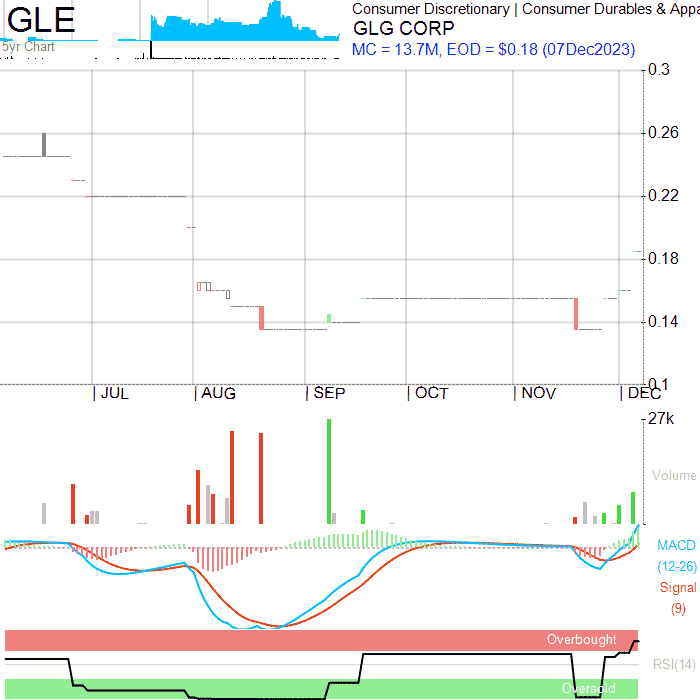 GLE
5yr Chart
Consumer Discretionary | Consumer Durables & Appa
GLG CORP
MC = 13.7M, EOD = $0.18 (07Dec2023)
0.3
0.26
0.22
0.18
0.14
0.1
JUL AUG SEP OCT NOV DEC
27k
Volume
MACD
(12-26)
Signal
(9)
Overbought
RSI(14)
Oversold